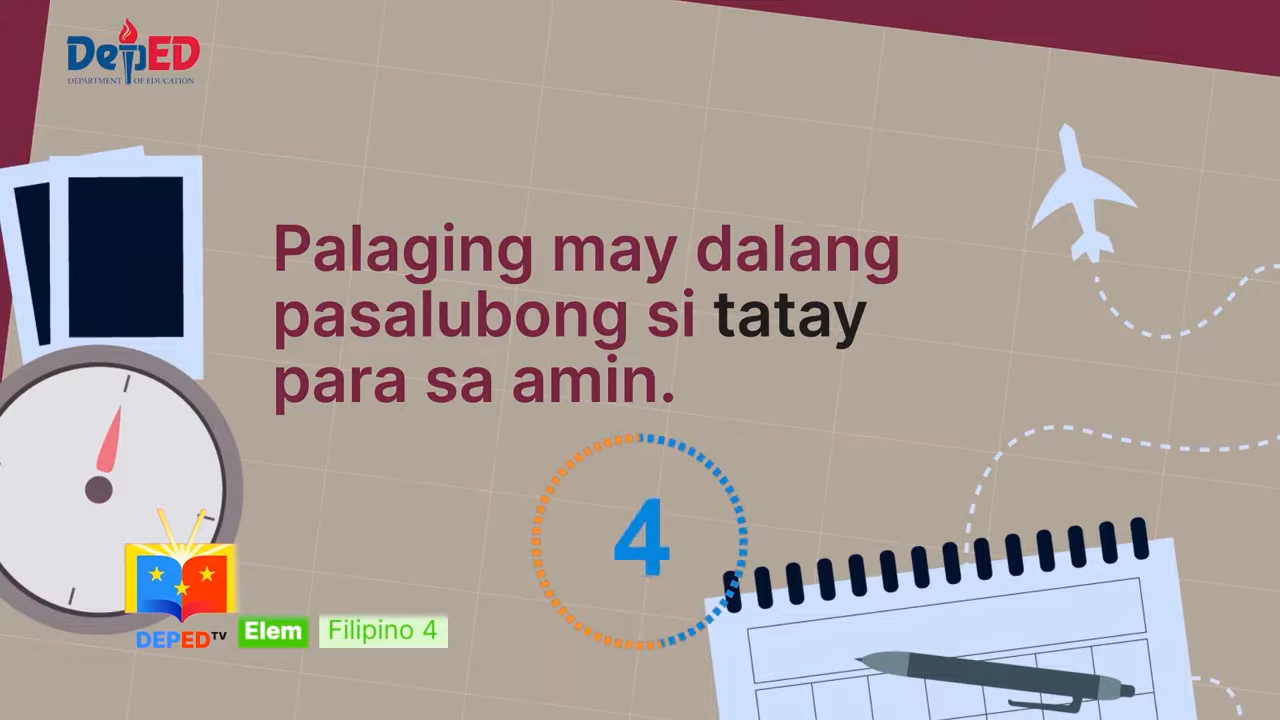 DepED
DEPARTMENT OF EDUCATION
Palaging may dalang
pasalubong si tatay
para sa amin.
4
DEPED TV
Elem
Filipino 4